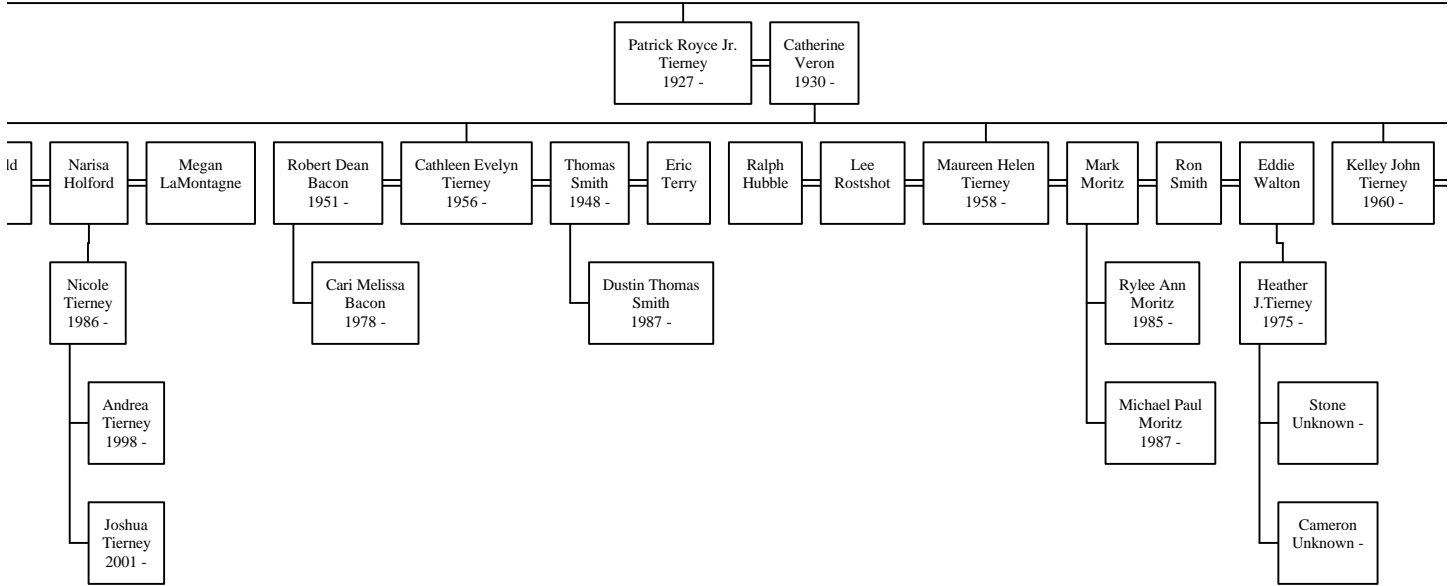 Patrick Royce Jr.
Tierney
1927 -
Catherine
Veron
1930 -
ld
Narisa
Holford
Megan
LaMontagne
Robert Dean
Bacon
1951 -
Cathleen Evelyn
Tierney
1956 -
Thomas
Smith
1948 -
Eric
Terry
Ralph
Hubble
Lee
Rostshot
Maureen Helen
Tierney
1958 -
Mark
Moritz
Ron
Smith
Eddie
Walton
Kelley John
Tierney
1960 -
Nicole
Tierney
1986 -
Cari Melissa
Bacon
1978 -
Dustin Thomas
Smith
1987 -
Rylee Ann
Moritz
1985 -
Heather
J.Tierney
1975 -
Andrea
Tierney
1998 -
Michael Paul
Moritz
1987 -
Stone
Unknown -
Joshua
Tierney
2001 -
Cameron
Unknown -